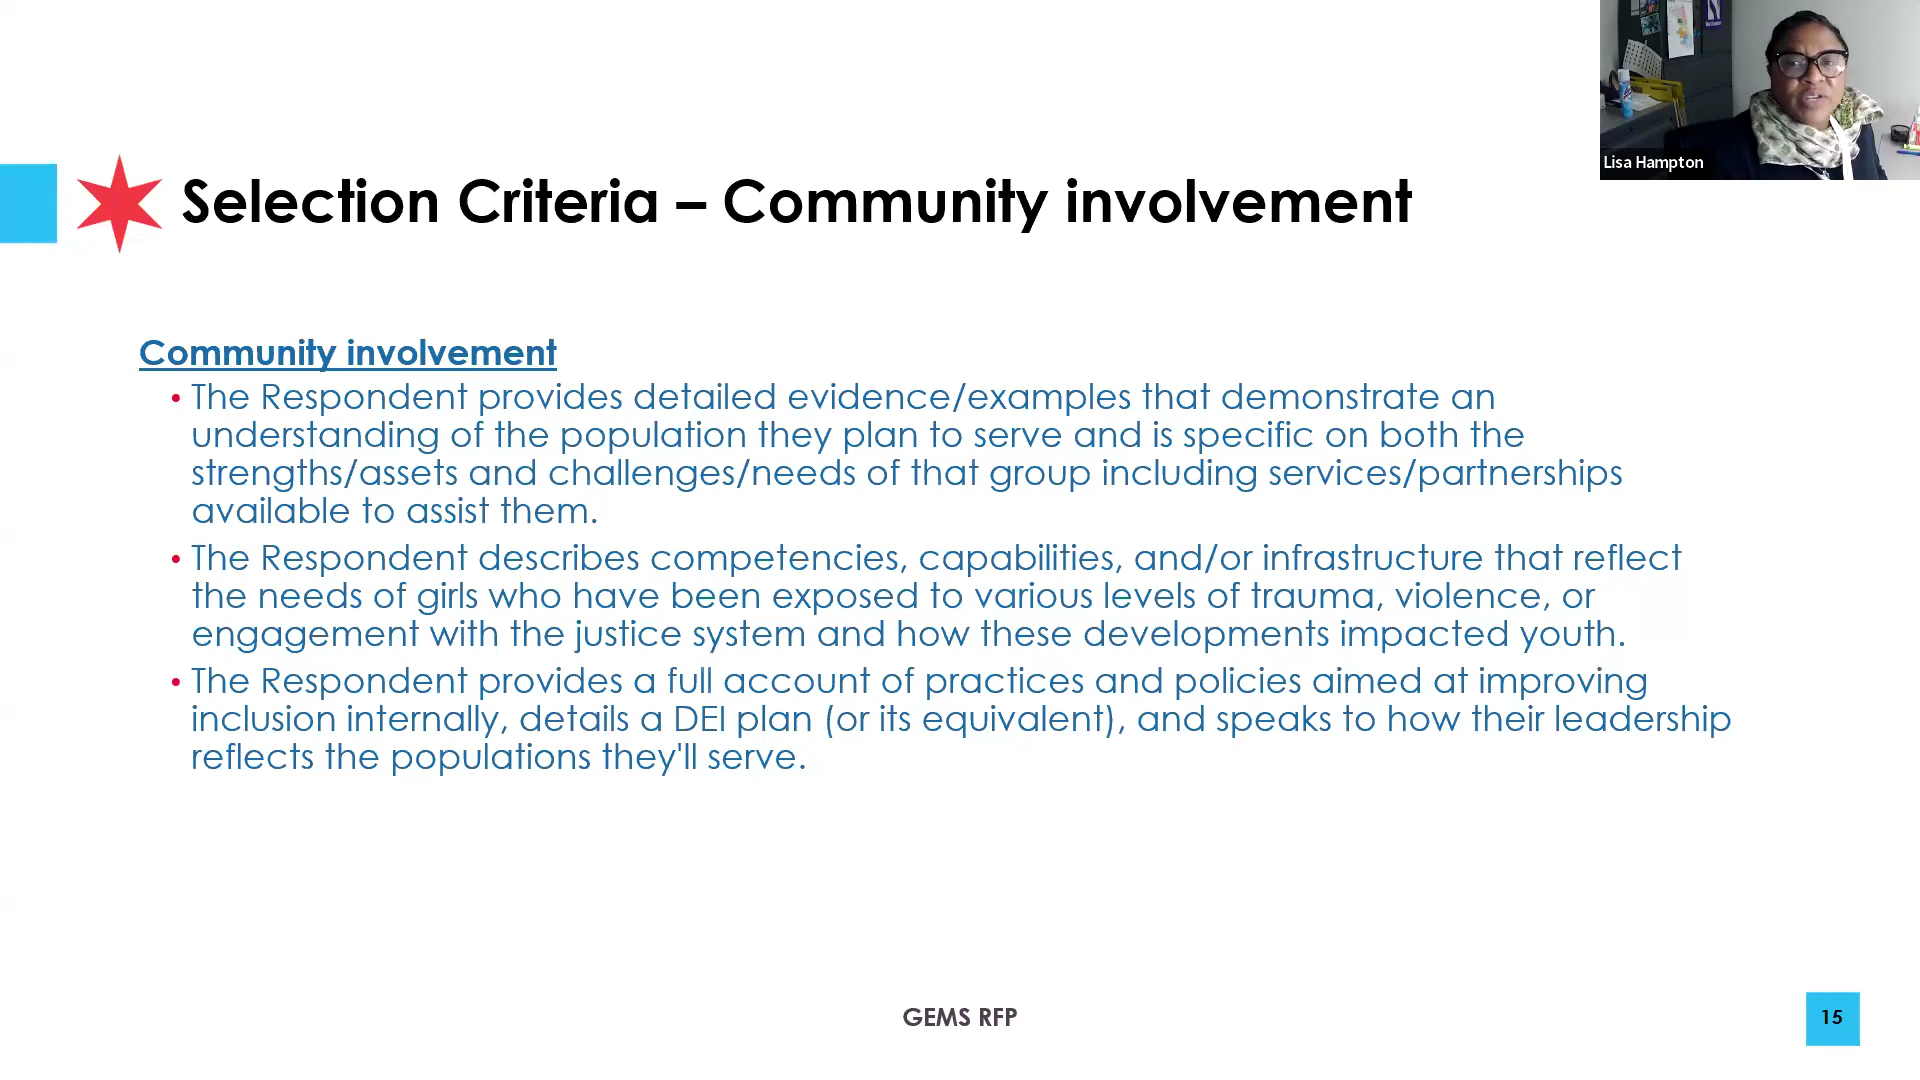 Lisa Hampton
Selection Criteria – Community involvement
Community involvement
• The Respondent provides detailed evidence/examples that demonstrate an
understanding of the population they plan to serve and is specific on both the
strengths/assets and challenges/needs of that group including services/partnerships
available to assist them.
• The Respondent describes competencies, capabilities, and/or infrastructure that reflect
the needs of girls who have been exposed to various levels of trauma, violence, or
engagement with the justice system and how these developments impacted youth.
• The Respondent provides a full account of practices and policies aimed at improving
inclusion internally, details a DEI plan (or its equivalent), and speaks to how their leadership
reflects the populations they'll serve.
GEMS RFP
15